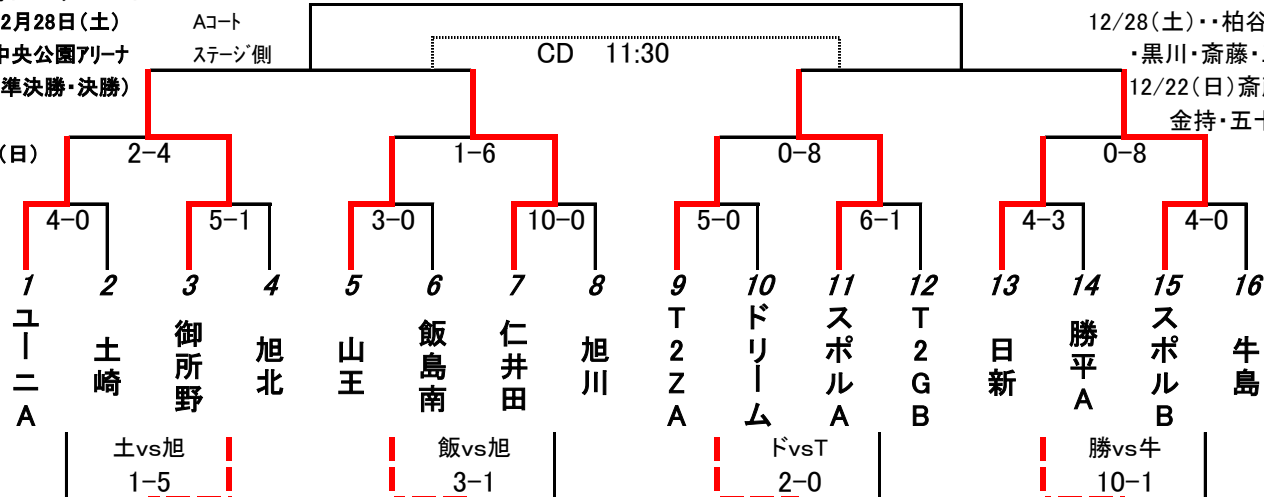 2月28日(土) Aコート 12/28(土)・・柏谷
中央公園アリーナ ステージ側 CD 11:30 ・黒川・斎藤・
準決勝・決勝) 12/22(日)斎
金持・五十
(日) 2-4 1-6 0-8 0-8
4-0 5-1 3-0 10-0 5-0 6-1 4-3 4-0
1 2 3 4 5 6 7 8 9 10 11 12 13 14 15 16
ユーニA
土崎
御所野
旭北
山王
飯島南
仁井田
旭川
T2ZA
ドリーム
スポルA
T2GB
日新
勝平A
スポルB
牛島
土vs旭 飯vs旭 ドvsT 勝vs牛
1-5 3-1 2-0 10-1